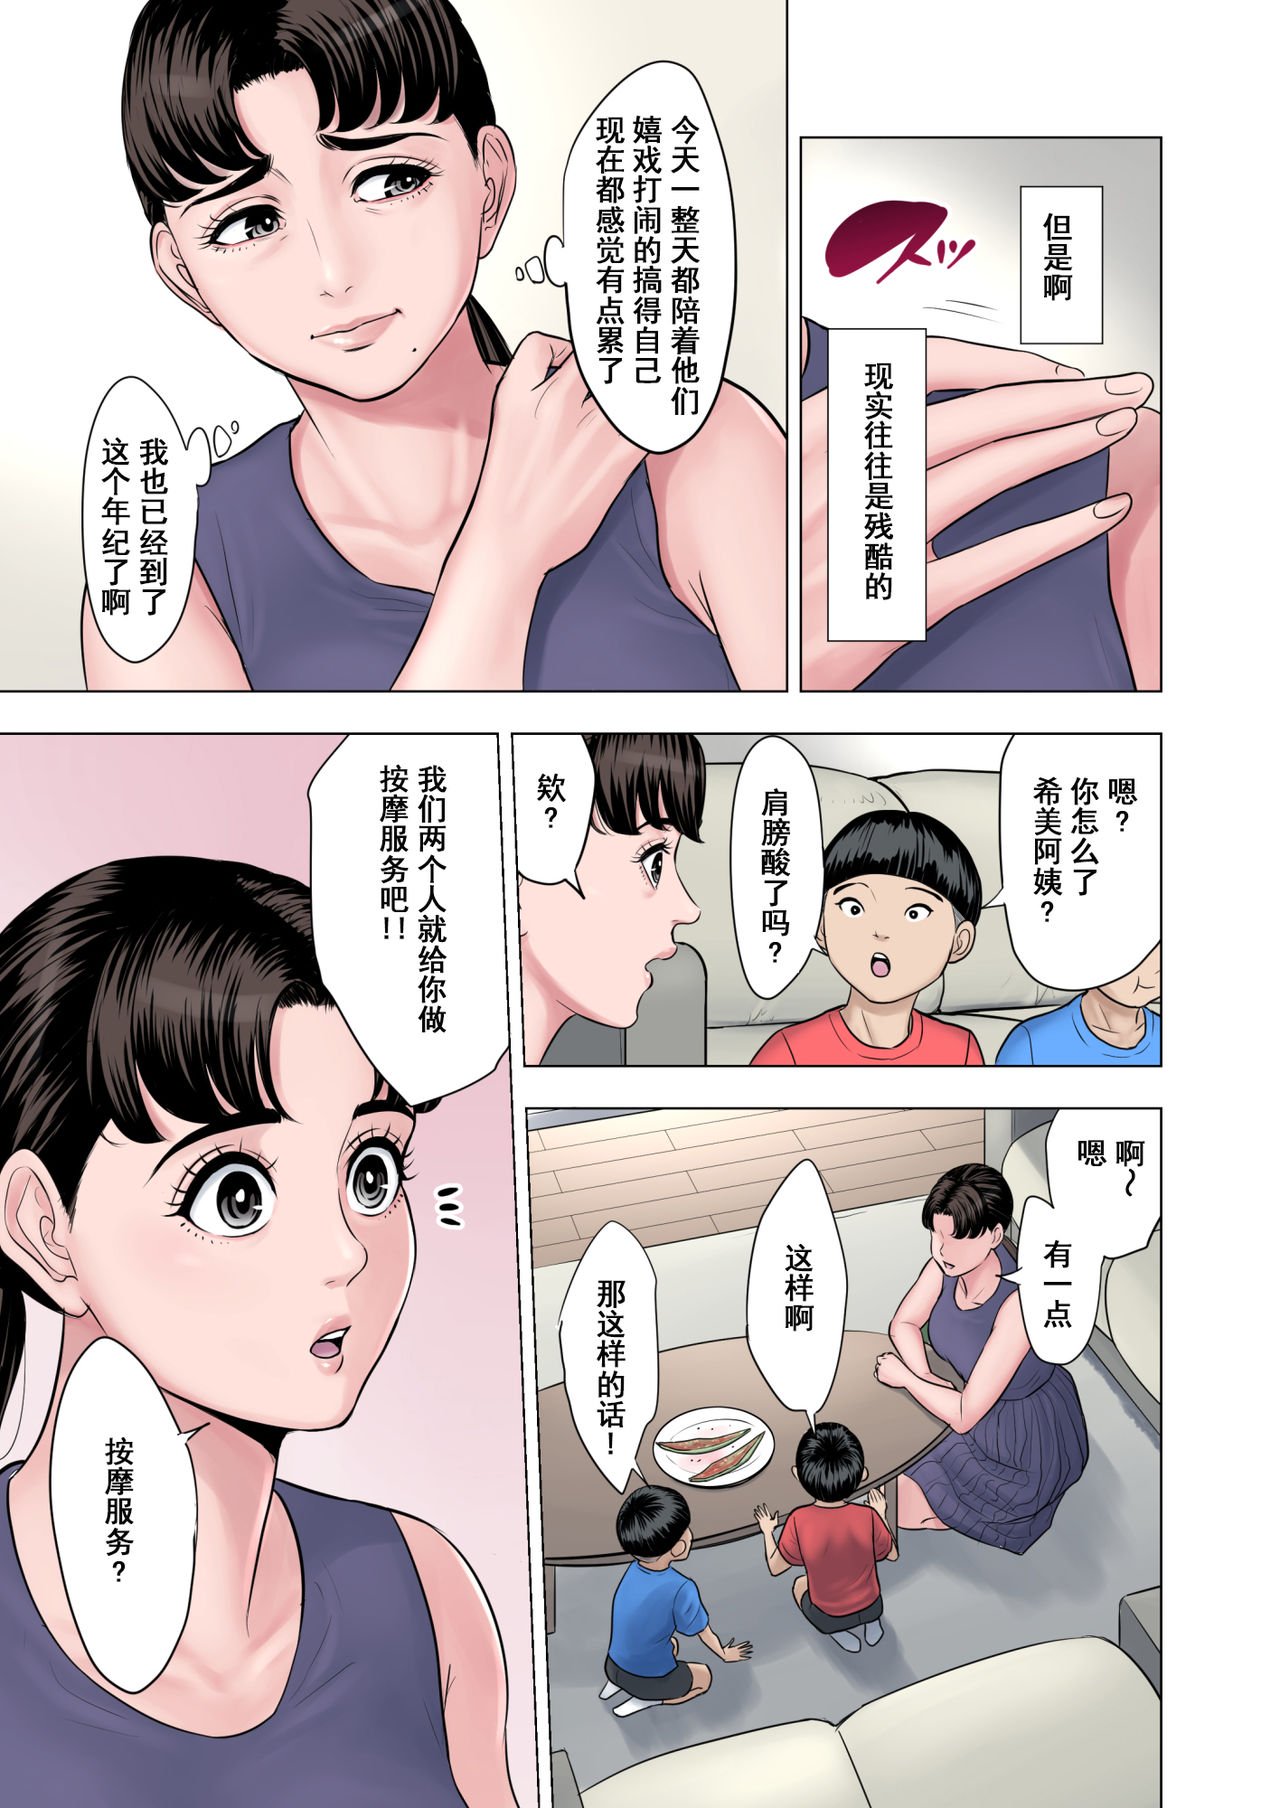 但是啊
スッ
现实往往是残酷的
今天一整天都陪着他们
嬉戏打闹的搞得自己
现在都感觉有点累了
我也已经到了
这个年纪了啊
嗯?
你怎么了
希美阿姨?
肩膀酸了吗?
欸?
啊～
嗯
有一点
这样啊
那这样的话!
我们两个人就给你做
按摩服务吧!!
按摩服务?